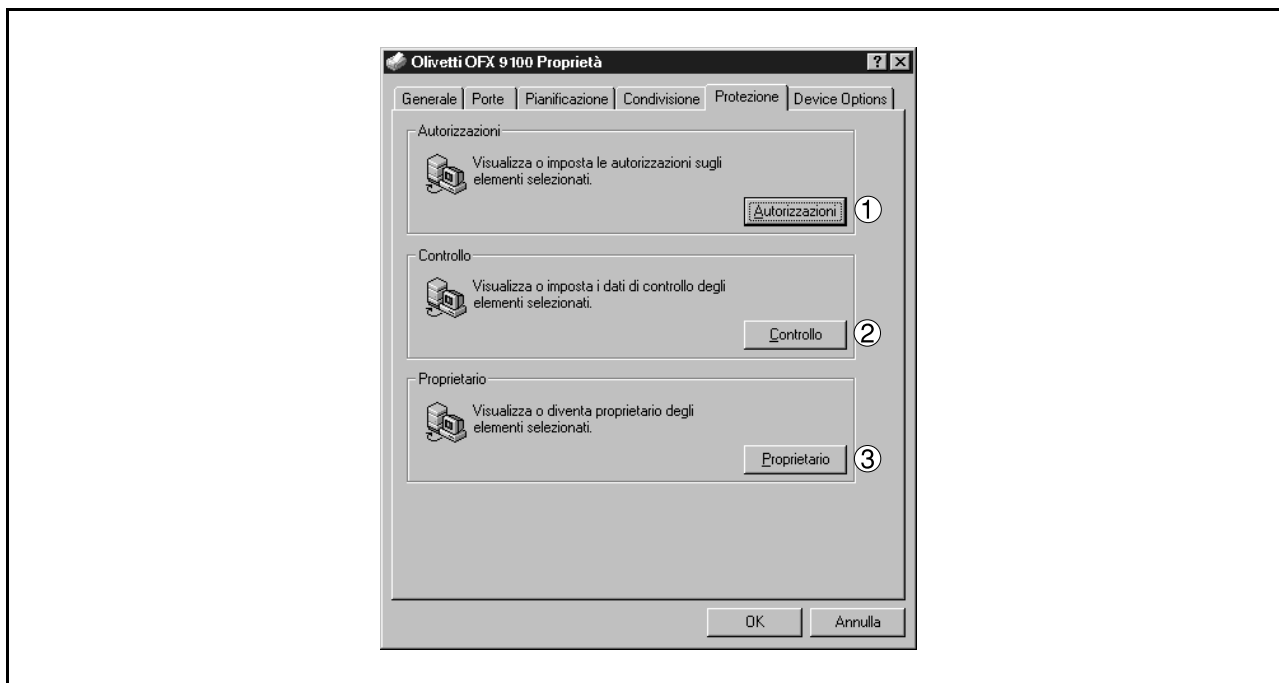 Olivetti OFX 9100 Proprietà
Generale Porte Pianificazione Condivisione Protezione Device Options
Autorizzazioni
Visualizza o imposta le autorizzazioni sugli
elementi selezionati.
Autorizzazioni ①
Controllo
Visualizza o imposta i dati di controllo degli
elementi selezionati.
Controllo ②
Proprietario
Visualizza o diventa proprietario degli
elementi selezionati.
Proprietario ③
OK Annulla